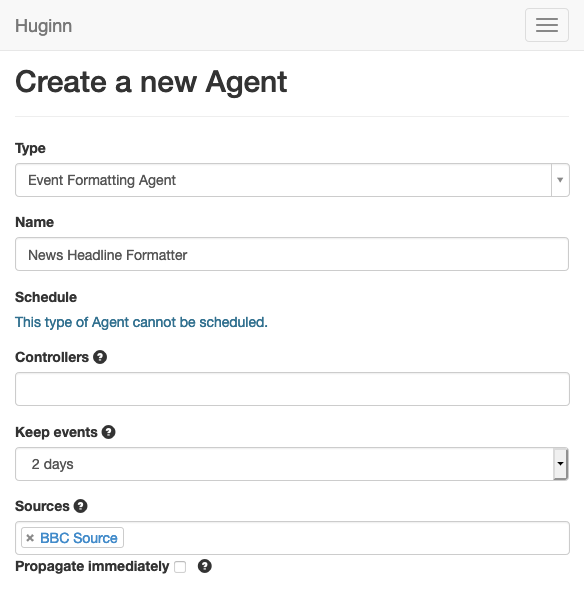 Huginn
Create a new Agent
Type
Event Formatting Agent
Name
News Headline Formatter
Schedule
This type of Agent cannot be scheduled.
Controllers ?
Keep events ?
2 days
Sources ?
× BBC Source
Propagate immediately ?